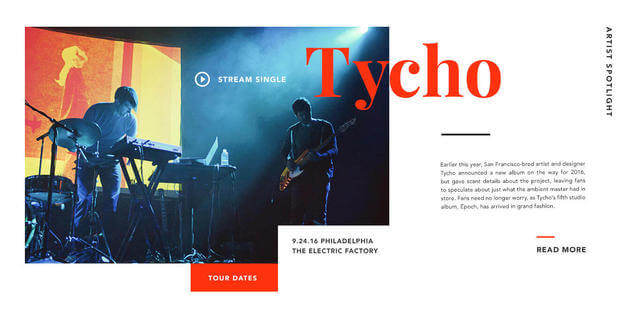 ARTIST SPOTLIGHT
Tycho
STREAM SINGLE
Earlier this year, San Francisco-bred artist and designer
Tycho announced a new album on the way for 2016,
but gave scant details about the project, leaving fans
to speculate about just what the ambient master had in
store. Fans need no longer worry, as Tycho's fifth studio
album, Epoch, has arrived in grand fashion.
READ MORE
9.24.16 PHILADELPHIA
THE ELECTRIC FACTORY
TOUR DATES